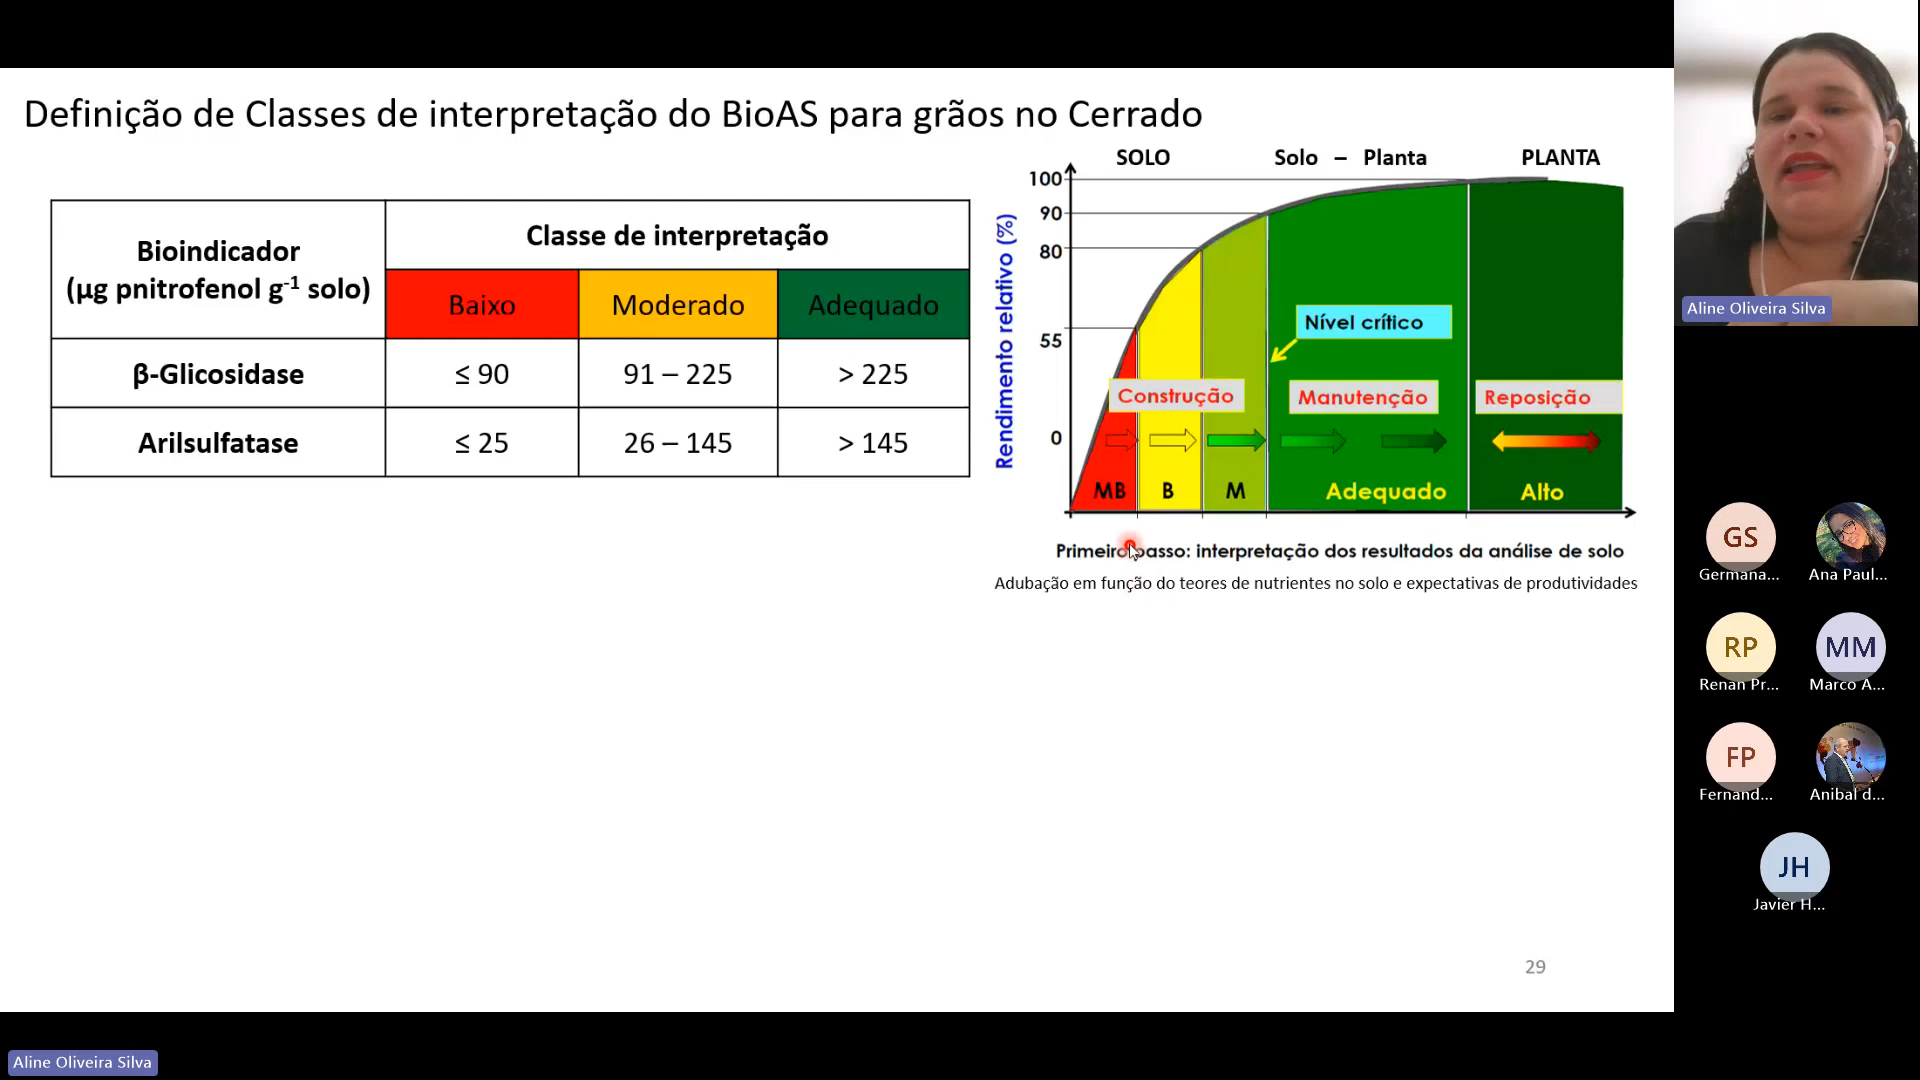 Definição de Classes de interpretação do BioAS para grãos no Cerrado
Bioindicador
(µg pnitrofenol g-1 solo)
Classe de interpretação
Baixo Moderado Adequado
β-Glicosidase ≤ 90 91 – 225 > 225
Arilsulfatase ≤ 25 26 – 145 > 145
SOLO Solo – Planta PLANTA
Rendimento relativo (%)
100
90
80
55
0
Nível crítico
Construção Manutenção Reposição
MB B M Adequado Alto
Primeiro passo: interpretação dos resultados da análise de solo
Adubação em função do teores de nutrientes no solo e expectativas de produtividades
29
Aline Oliveira Silva
GS
Germana...
Ana Paul...
RP
Renan Pr...
MM
Marco A...
FP
Fernand...
Anibal d...
JH
Javier H...
Aline Oliveira Silva